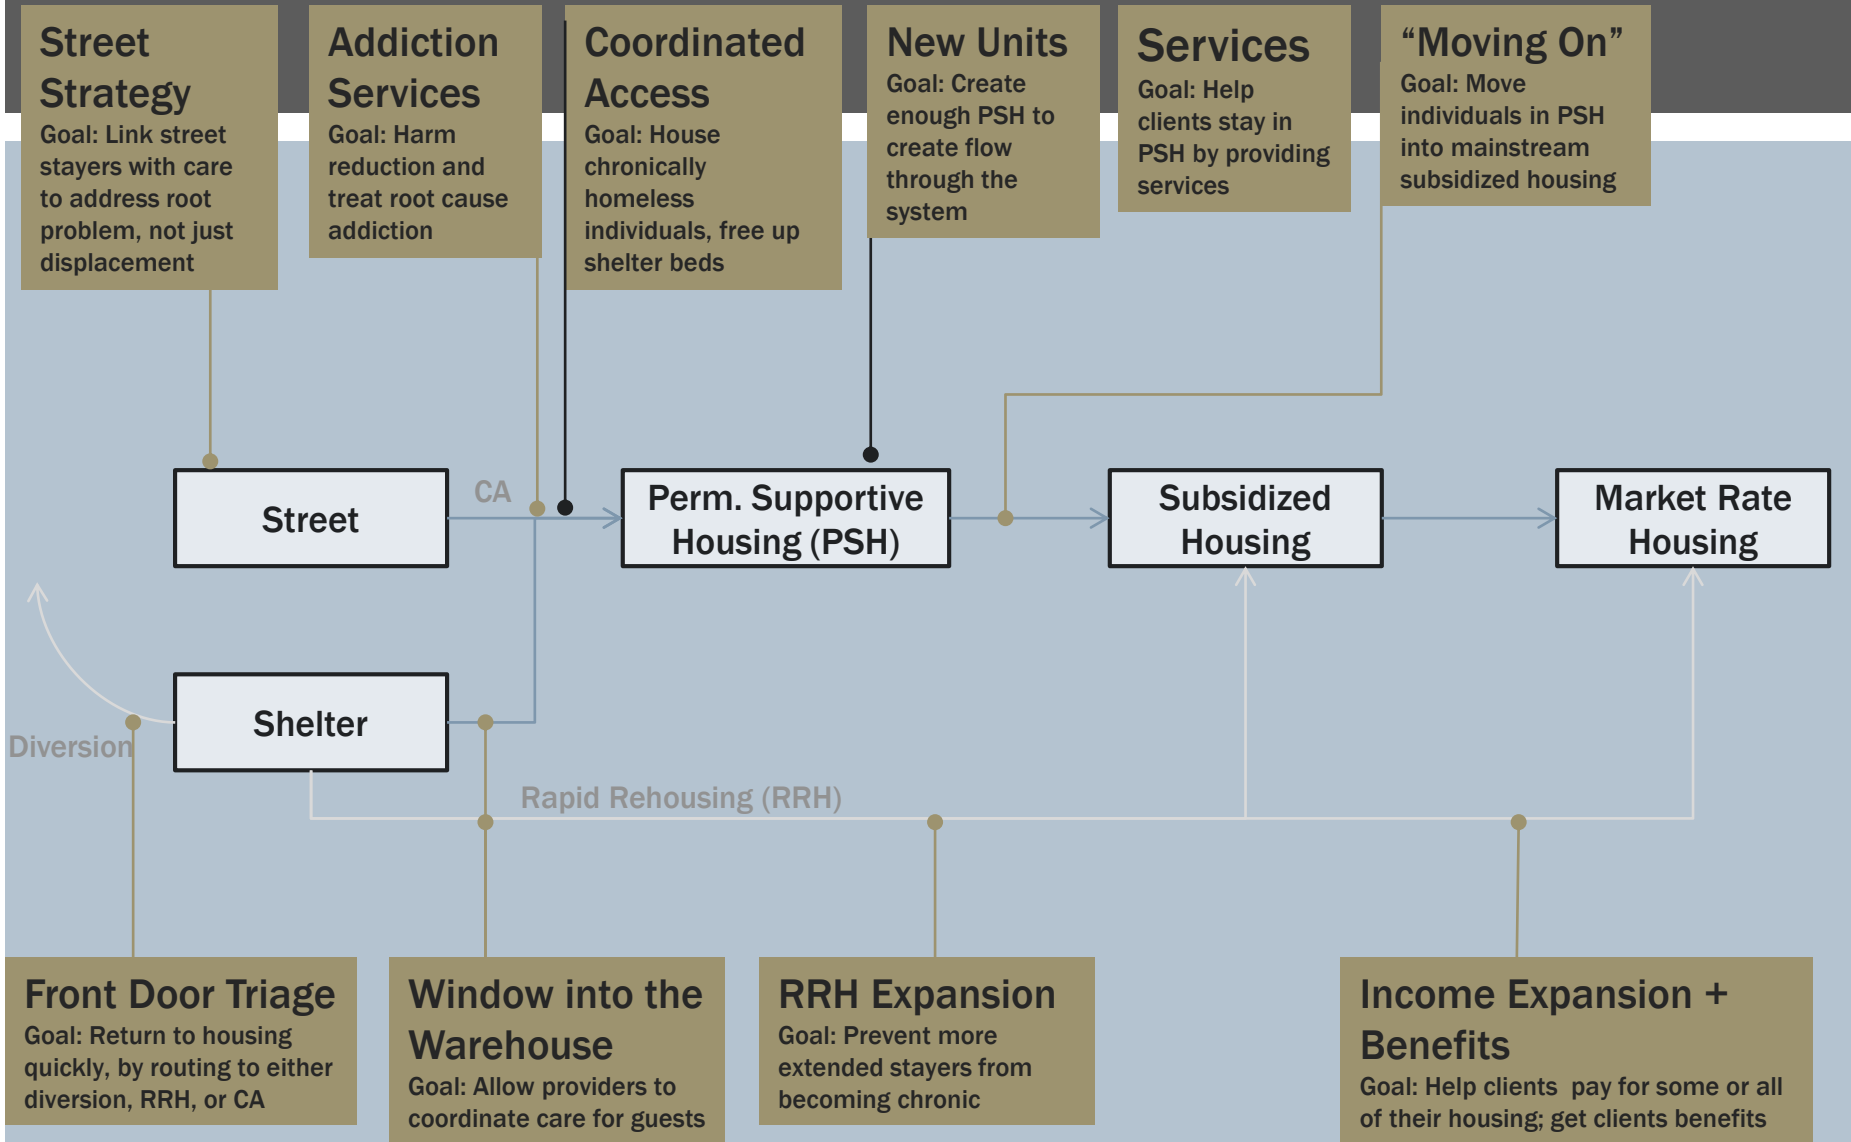 Street
Strategy
Goal: Link street
stayers with care
to address root
problem, not just
displacement
Addiction
Services
Goal: Harm
reduction and
treat root cause
addiction
Coordinated
Access
Goal: House
chronically
homeless
individuals, free up
shelter beds
New Units
Goal: Create
enough PSH to
create flow
through the
system
Services
Goal: Help
clients stay in
PSH by providing
services
“Moving On”
Goal: Move
individuals in PSH
into mainstream
subsidized housing
Street
CA
Perm. Supportive
Housing (PSH)
Subsidized
Housing
Market Rate
Housing
Shelter
Diversion
Rapid Rehousing (RRH)
Front Door Triage
Goal: Return to housing
quickly, by routing to either
diversion, RRH, or CA
Window into the
Warehouse
Goal: Allow providers to
coordinate care for guests
RRH Expansion
Goal: Prevent more
extended stayers from
becoming chronic
Income Expansion +
Benefits
Goal: Help clients  pay for some or all
of their housing; get clients benefits